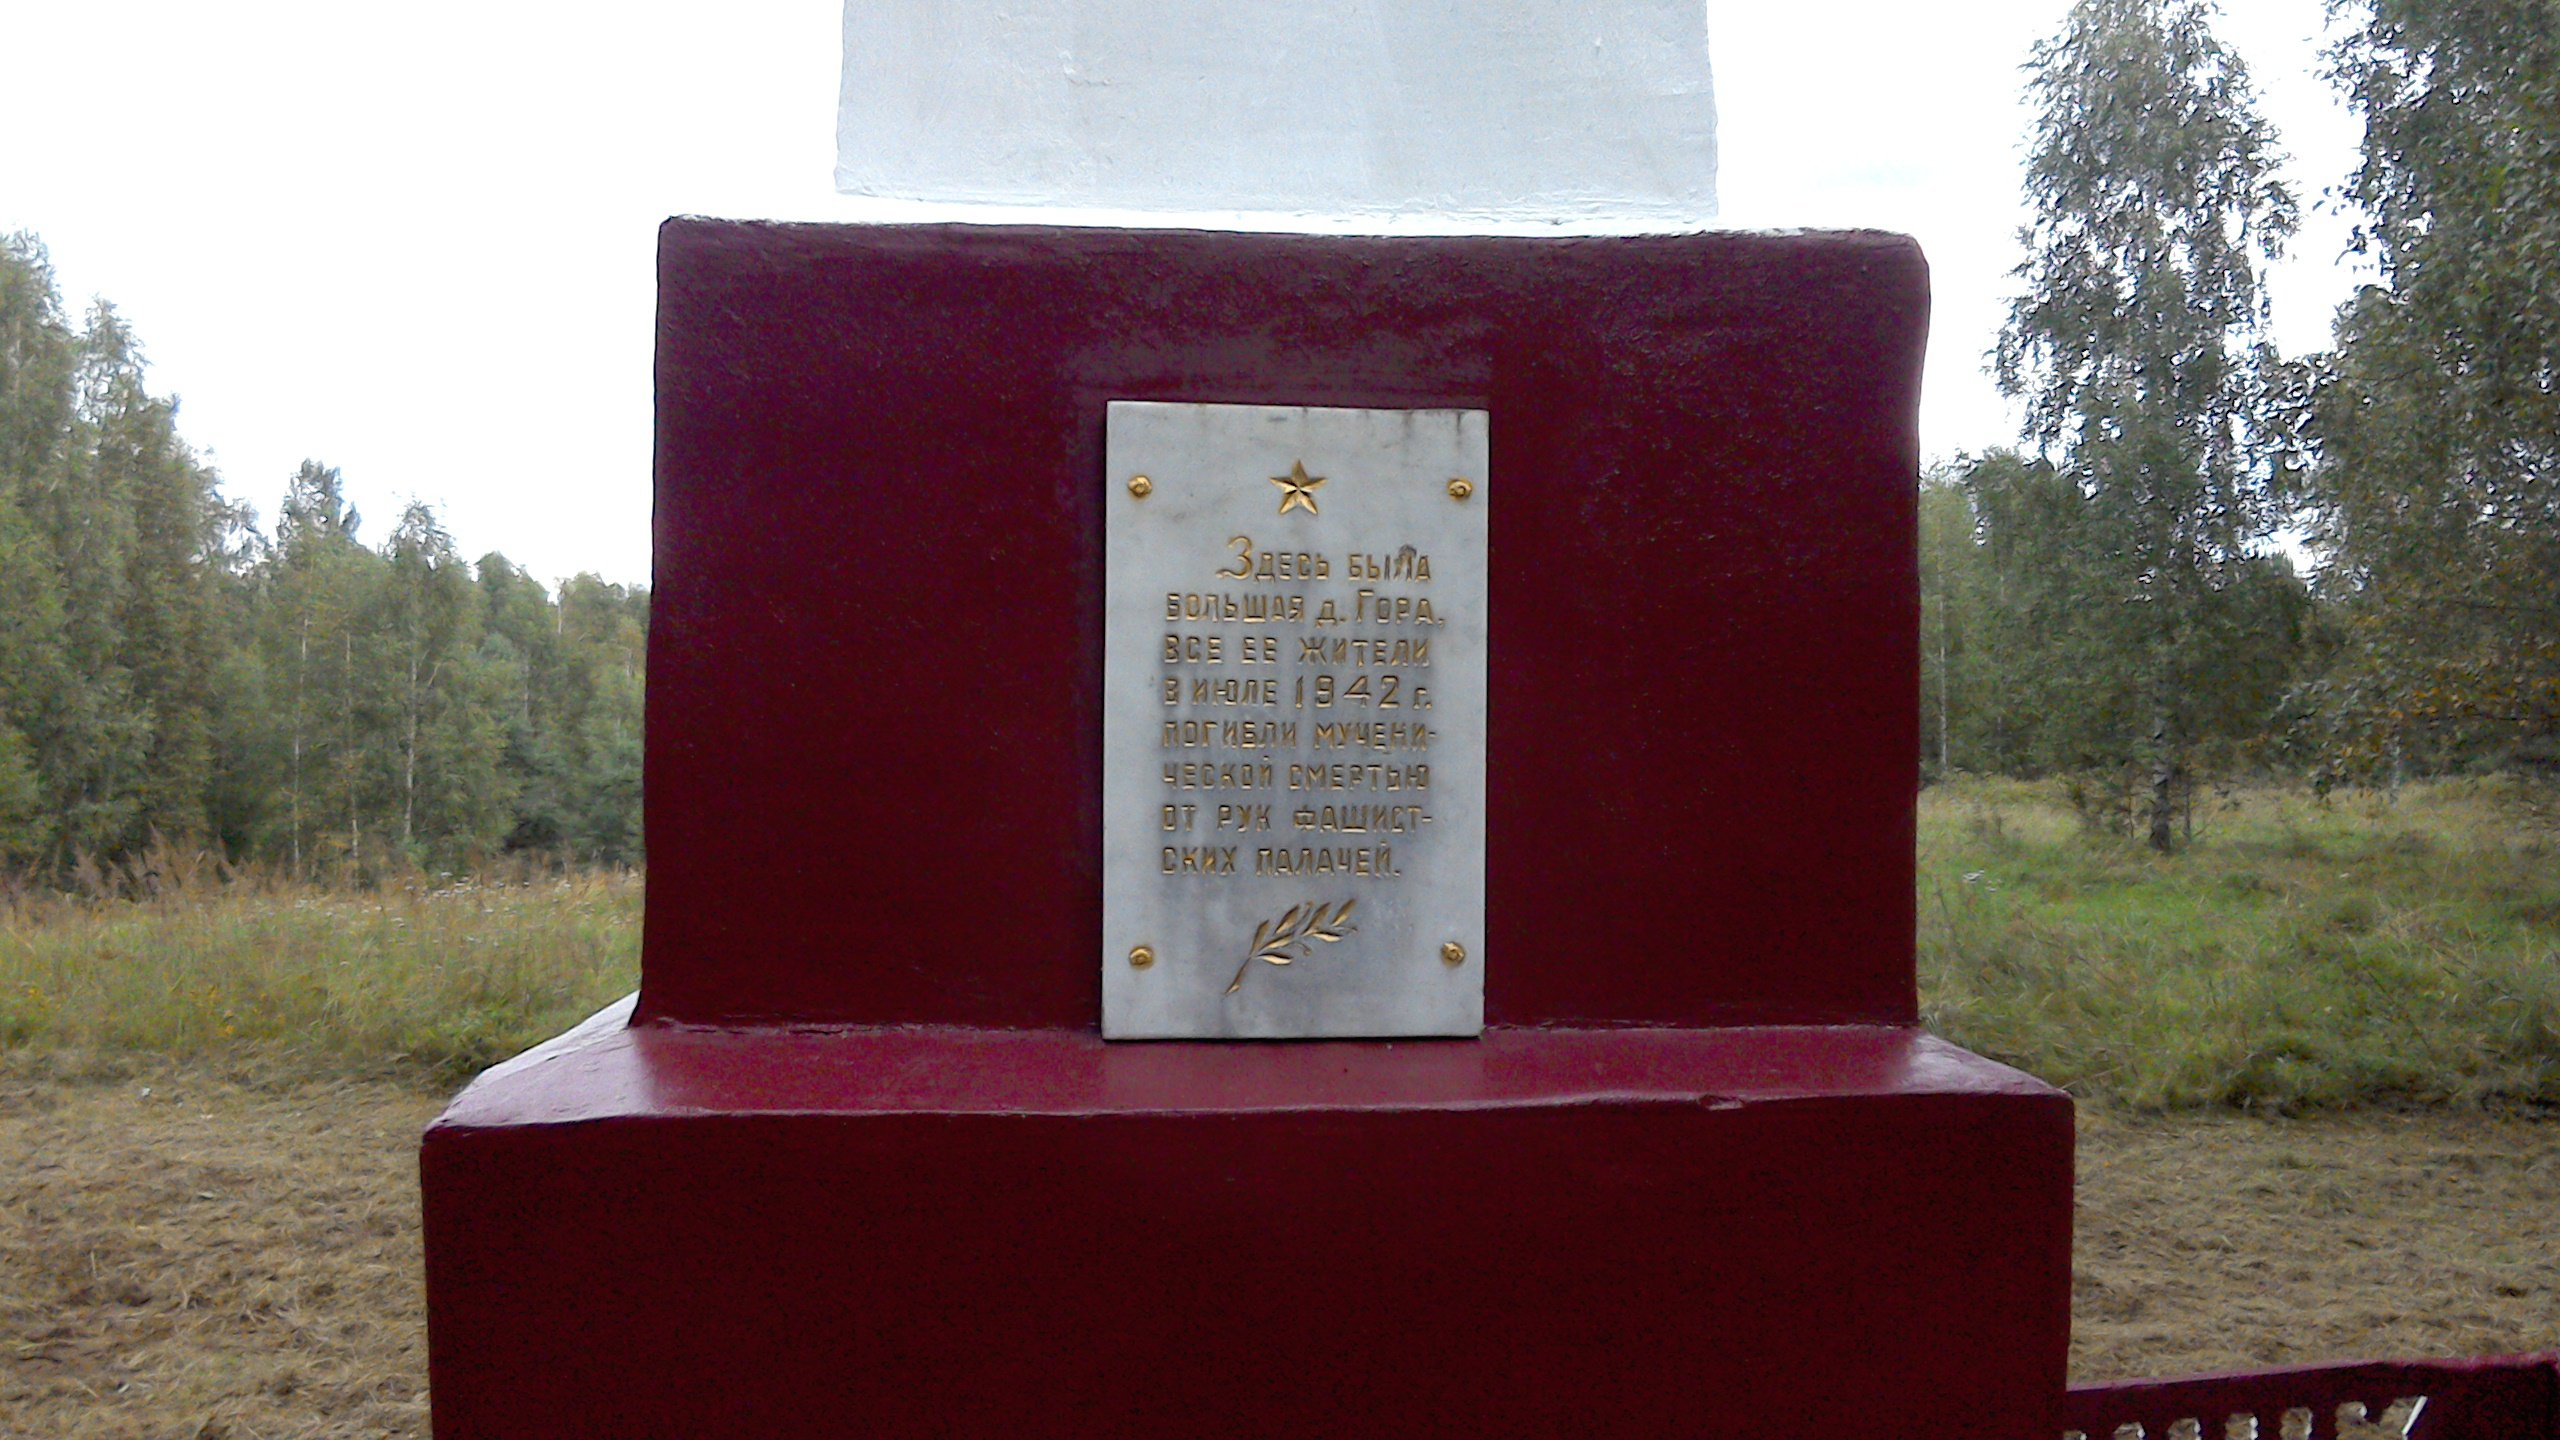 Здесь была
большая д. Гора,
все ее жители
в июле 1942 г.
погибли мучени-
ческой смертью
от рук фашист-
ских палачей.